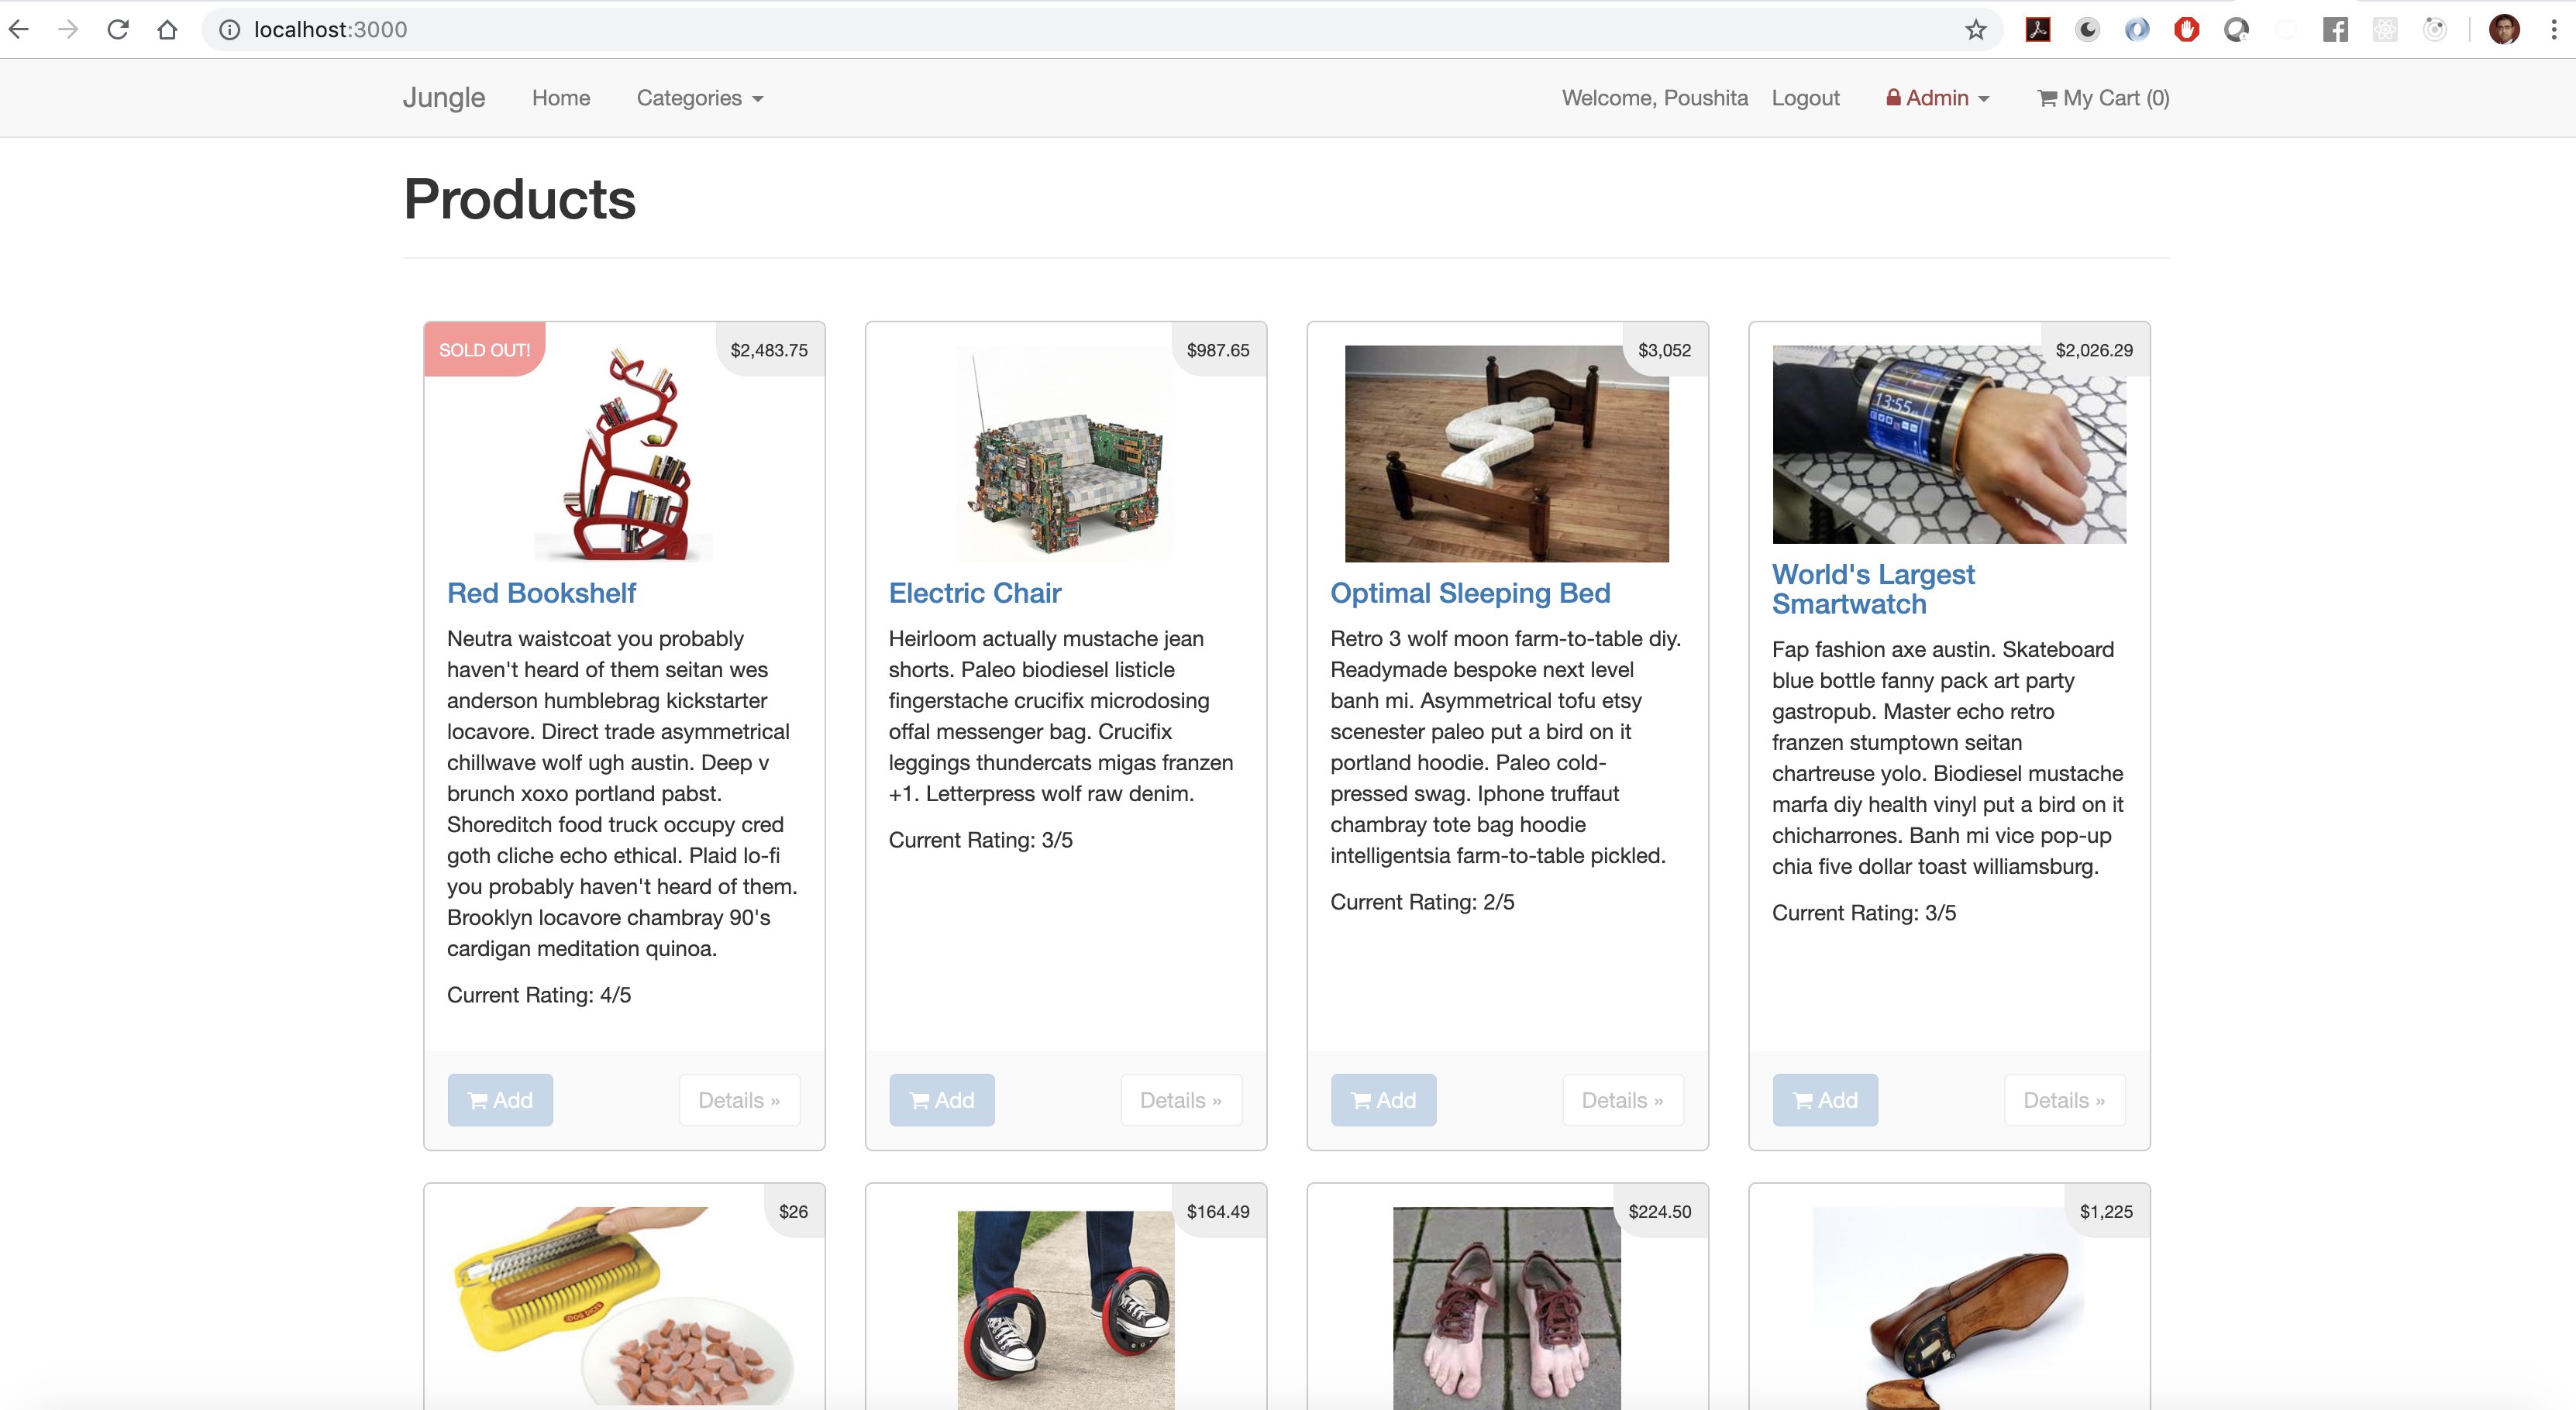 localhost:3000
Jungle Home Categories Welcome, Poushita Logout Admin My Cart (0)
Products
SOLD OUT!
$2,483.75
Red Bookshelf
Neutra waistcoat you probably
haven't heard of them seitan wes
anderson humblebrag kickstarter
locavore. Direct trade asymmetrical
chillwave wolf ugh austin. Deep v
brunch xoxo portland pabst.
Shoreditch food truck occupy cred
goth cliche echo ethical. Plaid lo-fi
you probably haven't heard of them.
Brooklyn locavore chambray 90's
cardigan meditation quinoa.
Current Rating: 4/5
Add
Details »
$987.65
Electric Chair
Heirloom actually mustache jean
shorts. Paleo biodiesel listicle
fingerstache crucifix microdosing
offal messenger bag. Crucifix
leggings thundercats migas franzen
+1. Letterpress wolf raw denim.
Current Rating: 3/5
Add
Details »
$3,052
Optimal Sleeping Bed
Retro 3 wolf moon farm-to-table diy.
Readymade bespoke next level
banh mi. Asymmetrical tofu etsy
scenester paleo put a bird on it
portland hoodie. Paleo cold-
pressed swag. Iphone truffaut
chambray tote bag hoodie
intelligentsia farm-to-table pickled.
Current Rating: 2/5
Add
Details »
$2,026.29
13:55
World's Largest
Smartwatch
Fap fashion axe austin. Skateboard
blue bottle fanny pack art party
gastropub. Master echo retro
franzen stumptown seitan
chartreuse yolo. Biodiesel mustache
marfa diy health vinyl put a bird on it
chicharrones. Banh mi vice pop-up
chia five dollar toast williamsburg.
Current Rating: 3/5
Add
Details »
$26
$164.49
$224.50
$1,225